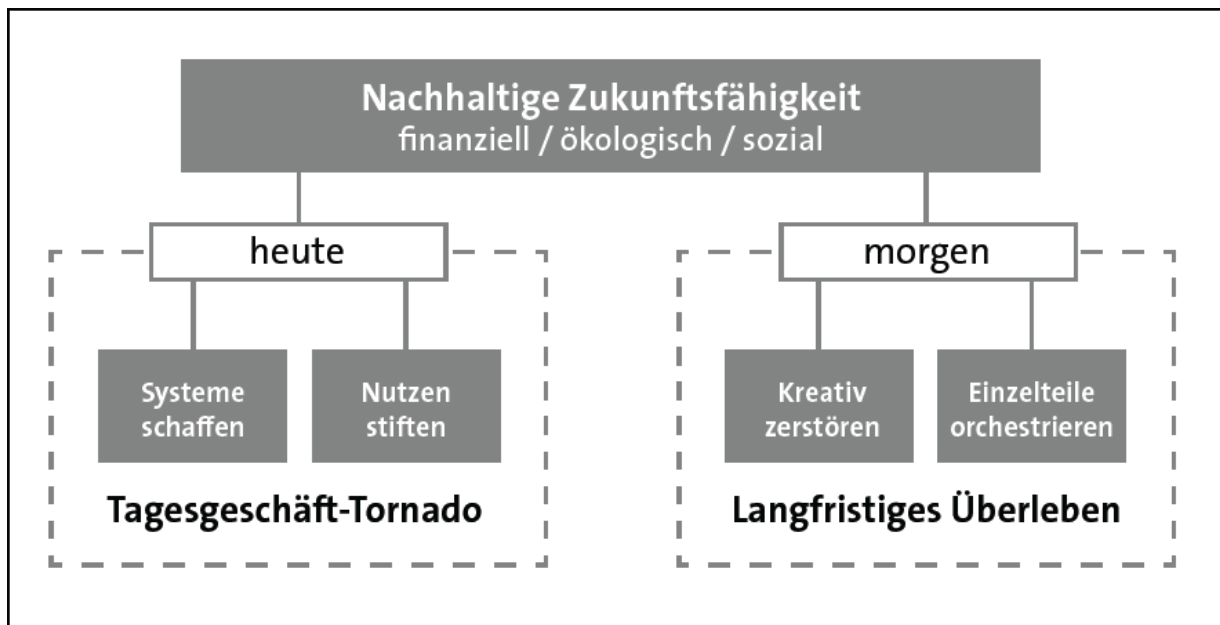 Nachhaltige Zukunftsfähigkeit
finanziell / ökologisch / sozial
heute
morgen
Systeme
schaffen
Nutzen
stiften
Kreativ
zerstören
Einzelteile
orchestrieren
Tagesgeschäft-Tornado
Langfristiges Überleben